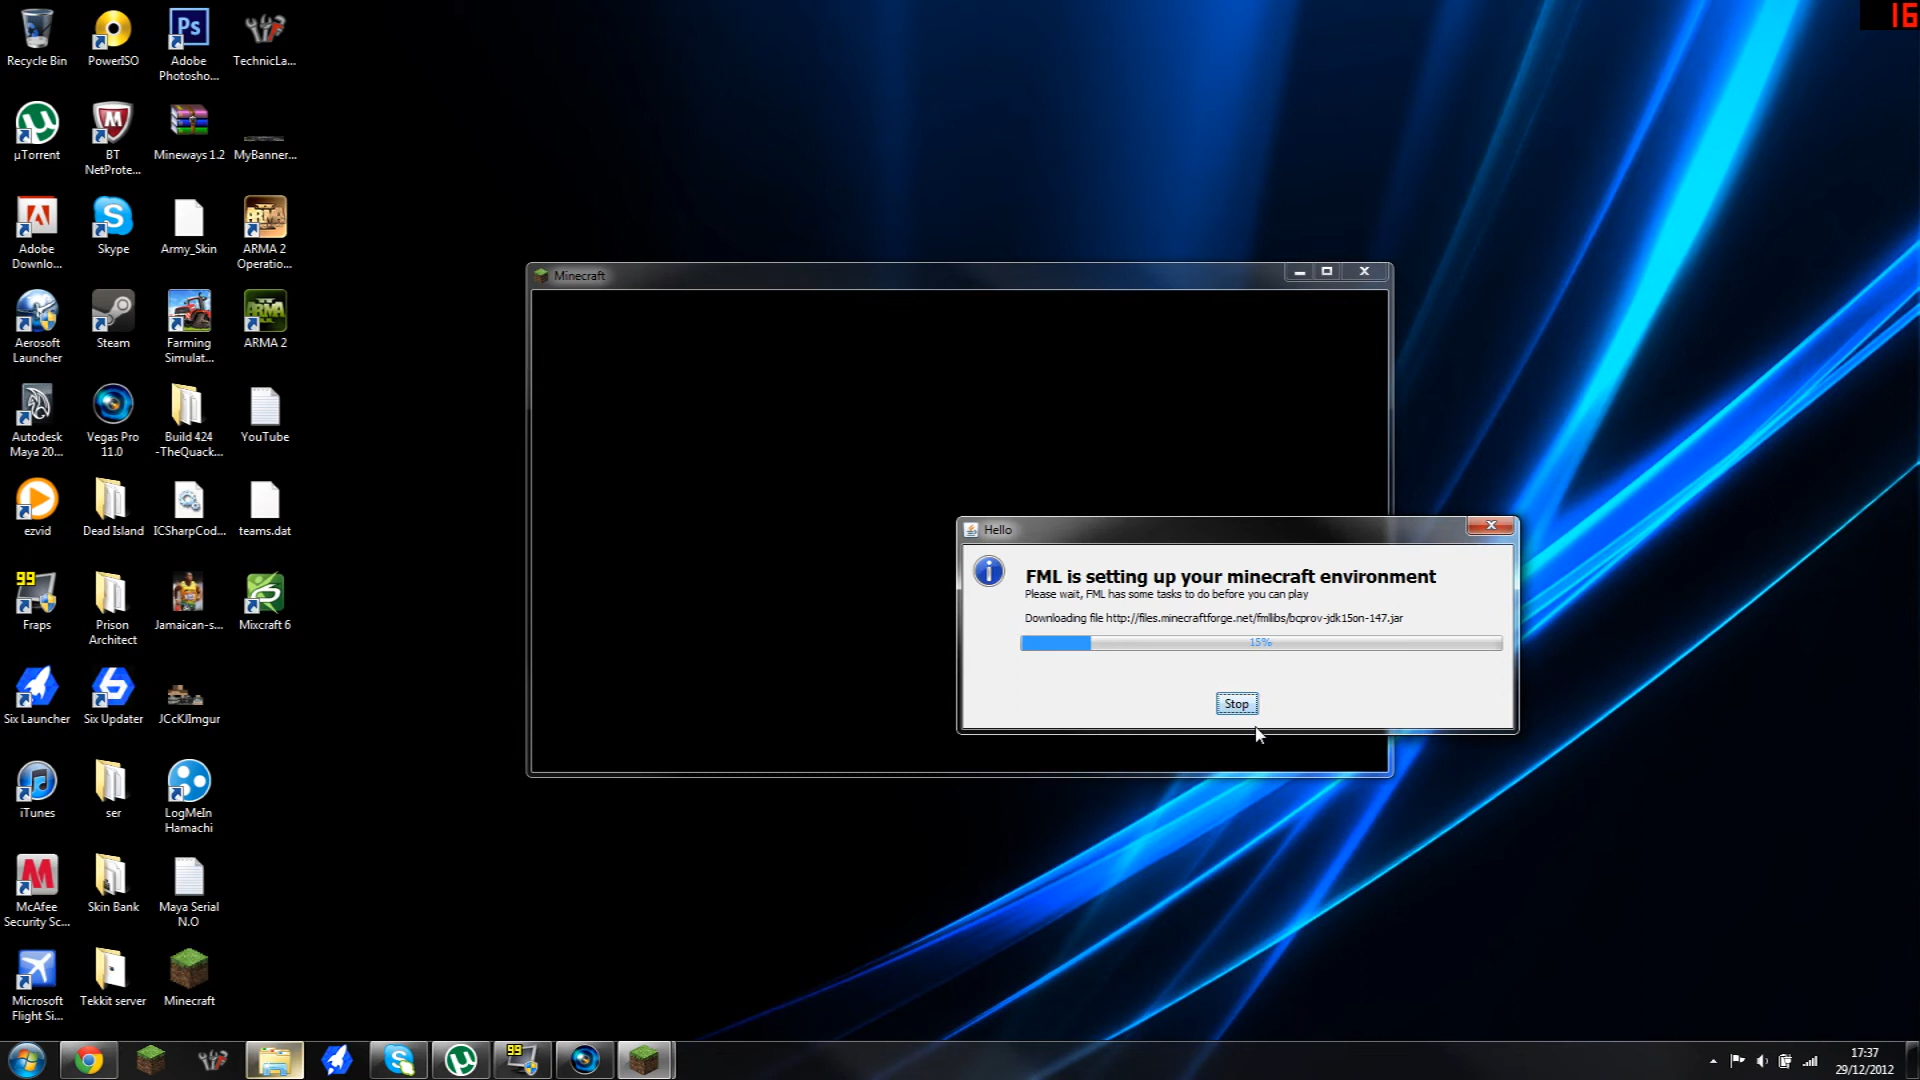 16
Recycle Bin
PowerISO
Adobe
Photosho...
TechnicLa...
µTorrent
BT
NetProte...
Mineways 1.2
MyBanner...
Adobe
Downlo...
Skype
Army_Skin
ARMA 2
Operatio...
Aerosoft
Launcher
Steam
Farming
Simulat...
ARMA 2
Autodesk
Maya 20...
Vegas Pro
11.0
Build 424
-TheQuack...
YouTube
ezvid
Dead Island
ICSharpCod...
teams.dat
99
Fraps
Prison
Architect
Jamaican-s...
Mixcraft 6
Six Launcher
Six Updater
JCcKJImgur
iTunes
ser
LogMeIn
Hamachi
McAfee
Security Sc...
Skin Bank
Maya Serial
N.O
Microsoft
Flight Si...
Tekkit server
Minecraft
Minecraft
Hello
FML is setting up your minecraft environment
Please wait, FML has some tasks to do before you can play
Downloading file http://files.minecraftforge.net/fmllibs/bcprov-jdk15on-147.jar
15%
Stop
99
17:37
29/12/2012